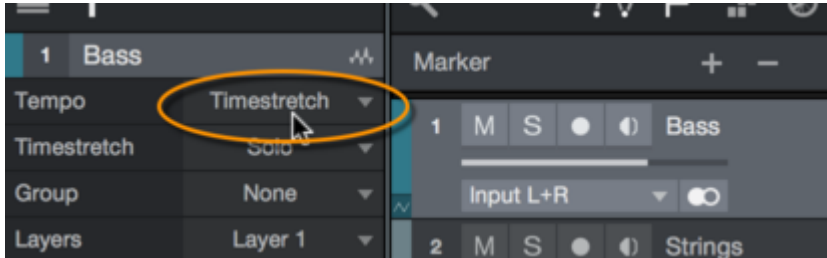 1 Bass
Tempo Timestretch
Timestretch Solo
Group None
Layers Layer 1
Marker + −
1 M S Bass
Input L+R
2 M S Strings